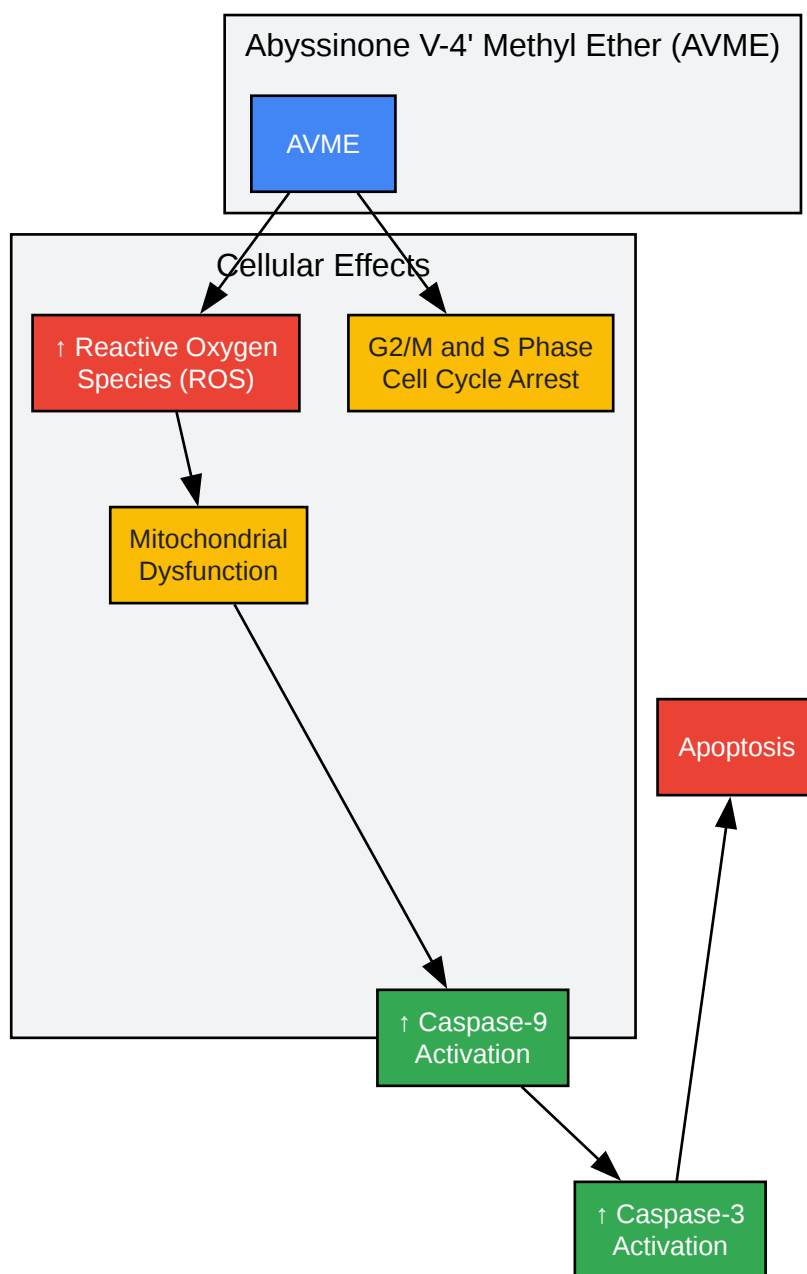 Abyssinone V-4' Methyl Ether (AVME)
AVME
Cellular Effects
↑ Reactive Oxygen
Species (ROS)
G2/M and S Phase
Cell Cycle Arrest
Mitochondrial
Dysfunction
Apoptosis
↑ Caspase-9
Activation
↑ Caspase-3
Activation